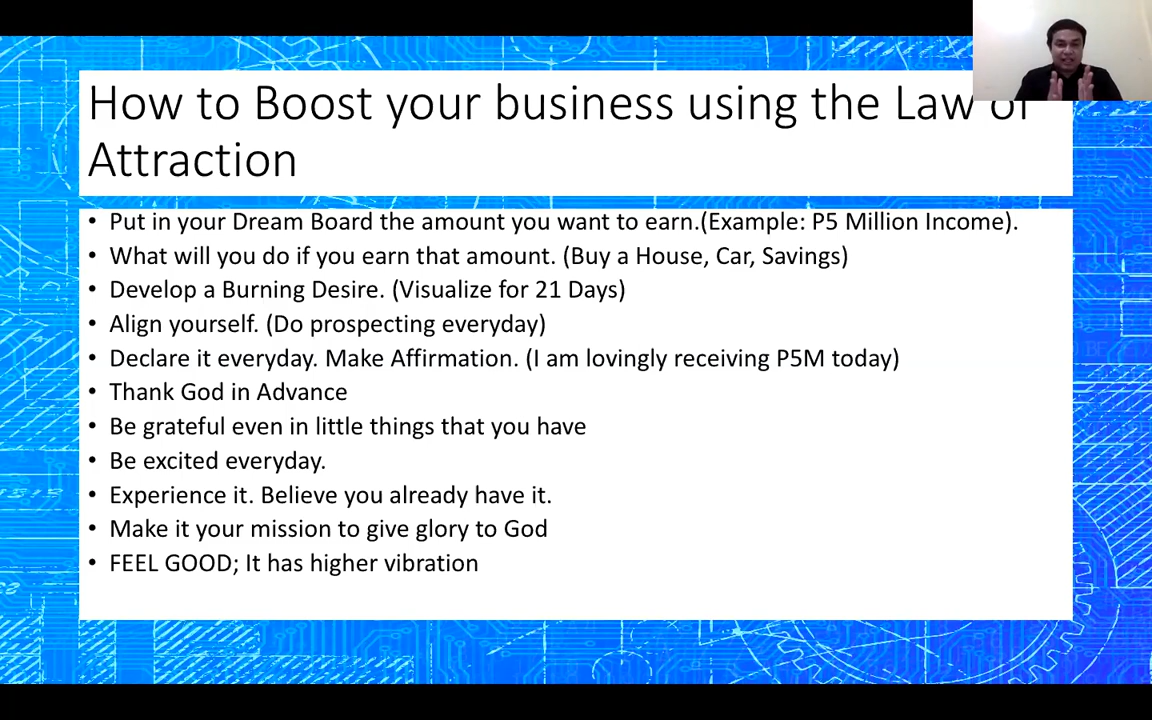 How to Boost your business using the Law of
Attraction
• Put in your Dream Board the amount you want to earn.(Example: P5 Million Income).
• What will you do if you earn that amount. (Buy a House, Car, Savings)
• Develop a Burning Desire. (Visualize for 21 Days)
• Align yourself. (Do prospecting everyday)
• Declare it everyday. Make Affirmation. (I am lovingly receiving P5M today)
• Thank God in Advance
• Be grateful even in little things that you have
• Be excited everyday.
• Experience it. Believe you already have it.
• Make it your mission to give glory to God
• FEEL GOOD; It has higher vibration